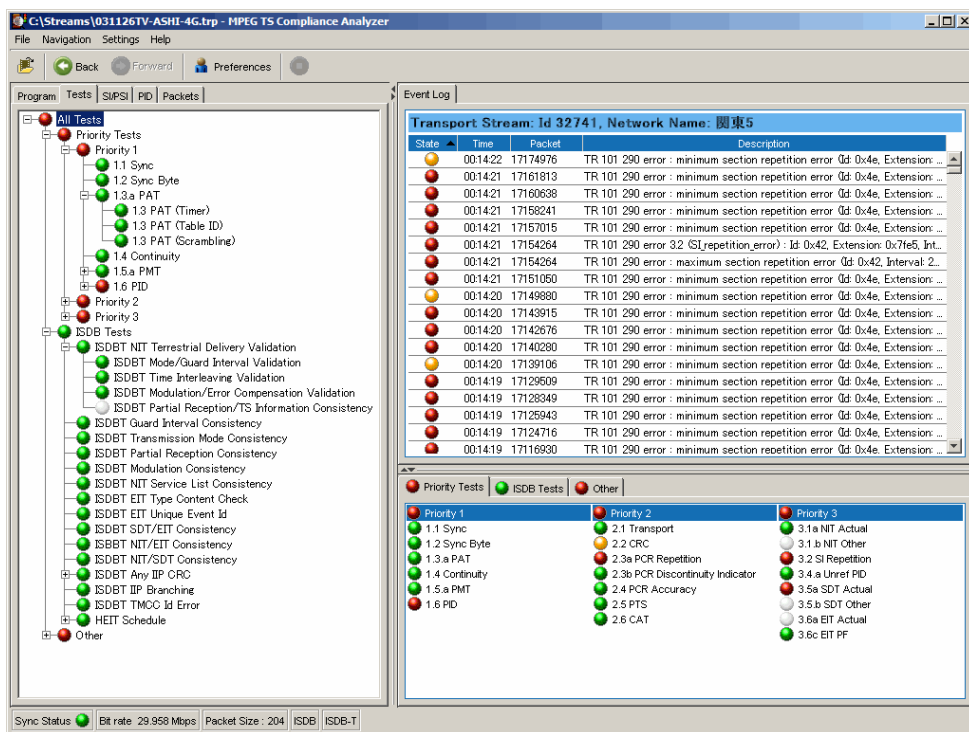 C:\Streams\031126TV-ASHI-4G.trp - MPEG TS Compliance Analyzer
File Navigation Settings Help
Back Forward Preferences
Program Tests SI/PSI PID Packets
All Tests
Priority Tests
Priority 1
1.1 Sync
1.2 Sync Byte
1.3.a PAT
1.3 PAT (Timer)
1.3 PAT (Table ID)
1.3 PAT (Scrambling)
1.4 Continuity
1.5.a PMT
1.6 PID
Priority 2
Priority 3
ISDB Tests
ISDBT NIT Terrestrial Delivery Validation
ISDBT Mode/Guard Interval Validation
ISDBT Time Interleaving Validation
ISDBT Modulation/Error Compensation Validation
ISDBT Partial Reception/TS Information Consistency
ISDBT Guard Interval Consistency
ISDBT Transmission Mode Consistency
ISDBT Partial Reception Consistency
ISDBT Modulation Consistency
ISDBT NIT Service List Consistency
ISDBT EIT Type Content Check
ISDBT EIT Unique Event Id
ISDBT SDT/EIT Consistency
ISBBT NIT/EIT Consistency
ISDBT NIT/SDT Consistency
ISDBT Any IIP CRC
ISDBT IIP Branching
ISDBT TMCC Id Error
HEIT Schedule
Other
Event Log
Transport Stream: Id 32741, Network Name: 関東5
State Time Packet Description
00:14:22 17174976 TR 101 290 error : minimum section repetition error (Id: 0x4e, Extension: ...
00:14:21 17161813 TR 101 290 error : minimum section repetition error (Id: 0x4e, Extension: ...
00:14:21 17160638 TR 101 290 error : minimum section repetition error (Id: 0x4e, Extension: ...
00:14:21 17158241 TR 101 290 error : minimum section repetition error (Id: 0x4e, Extension: ...
00:14:21 17157015 TR 101 290 error : minimum section repetition error (Id: 0x4e, Extension: ...
00:14:21 17154264 TR 101 290 error 3.2 (SI_repetition_error) : Id: 0x42, Extension: 0x7fe5, Int...
00:14:21 17154264 TR 101 290 error : maximum section repetition error (Id: 0x42, Interval: 2...
00:14:21 17151050 TR 101 290 error : minimum section repetition error (Id: 0x4e, Extension: ...
00:14:20 17149880 TR 101 290 error : minimum section repetition error (Id: 0x4e, Extension: ...
00:14:20 17143915 TR 101 290 error : minimum section repetition error (Id: 0x4e, Extension: ...
00:14:20 17142676 TR 101 290 error : minimum section repetition error (Id: 0x4e, Extension: ...
00:14:20 17140280 TR 101 290 error : minimum section repetition error (Id: 0x4e, Extension: ...
00:14:20 17139106 TR 101 290 error : minimum section repetition error (Id: 0x4e, Extension: ...
00:14:19 17129509 TR 101 290 error : minimum section repetition error (Id: 0x4e, Extension: ...
00:14:19 17128349 TR 101 290 error : minimum section repetition error (Id: 0x4e, Extension: ...
00:14:19 17125943 TR 101 290 error : minimum section repetition error (Id: 0x4e, Extension: ...
00:14:19 17124716 TR 101 290 error : minimum section repetition error (Id: 0x4e, Extension: ...
00:14:19 17116930 TR 101 290 error : minimum section repetition error (Id: 0x4e, Extension: ...
Priority Tests ISDB Tests Other
Priority 1
1.1 Sync
1.2 Sync Byte
1.3.a PAT
1.4 Continuity
1.5.a PMT
1.6 PID
Priority 2
2.1 Transport
2.2 CRC
2.3a PCR Repetition
2.3b PCR Discontinuity Indicator
2.4 PCR Accuracy
2.5 PTS
2.6 CAT
Priority 3
3.1a NIT Actual
3.1.b NIT Other
3.2 SI Repetition
3.4.a Unref PID
3.5a SDT Actual
3.5.b SDT Other
3.6a EIT Actual
3.6c EIT PF
Sync Status Bit rate 29.958 Mbps Packet Size : 204 ISDB ISDB-T